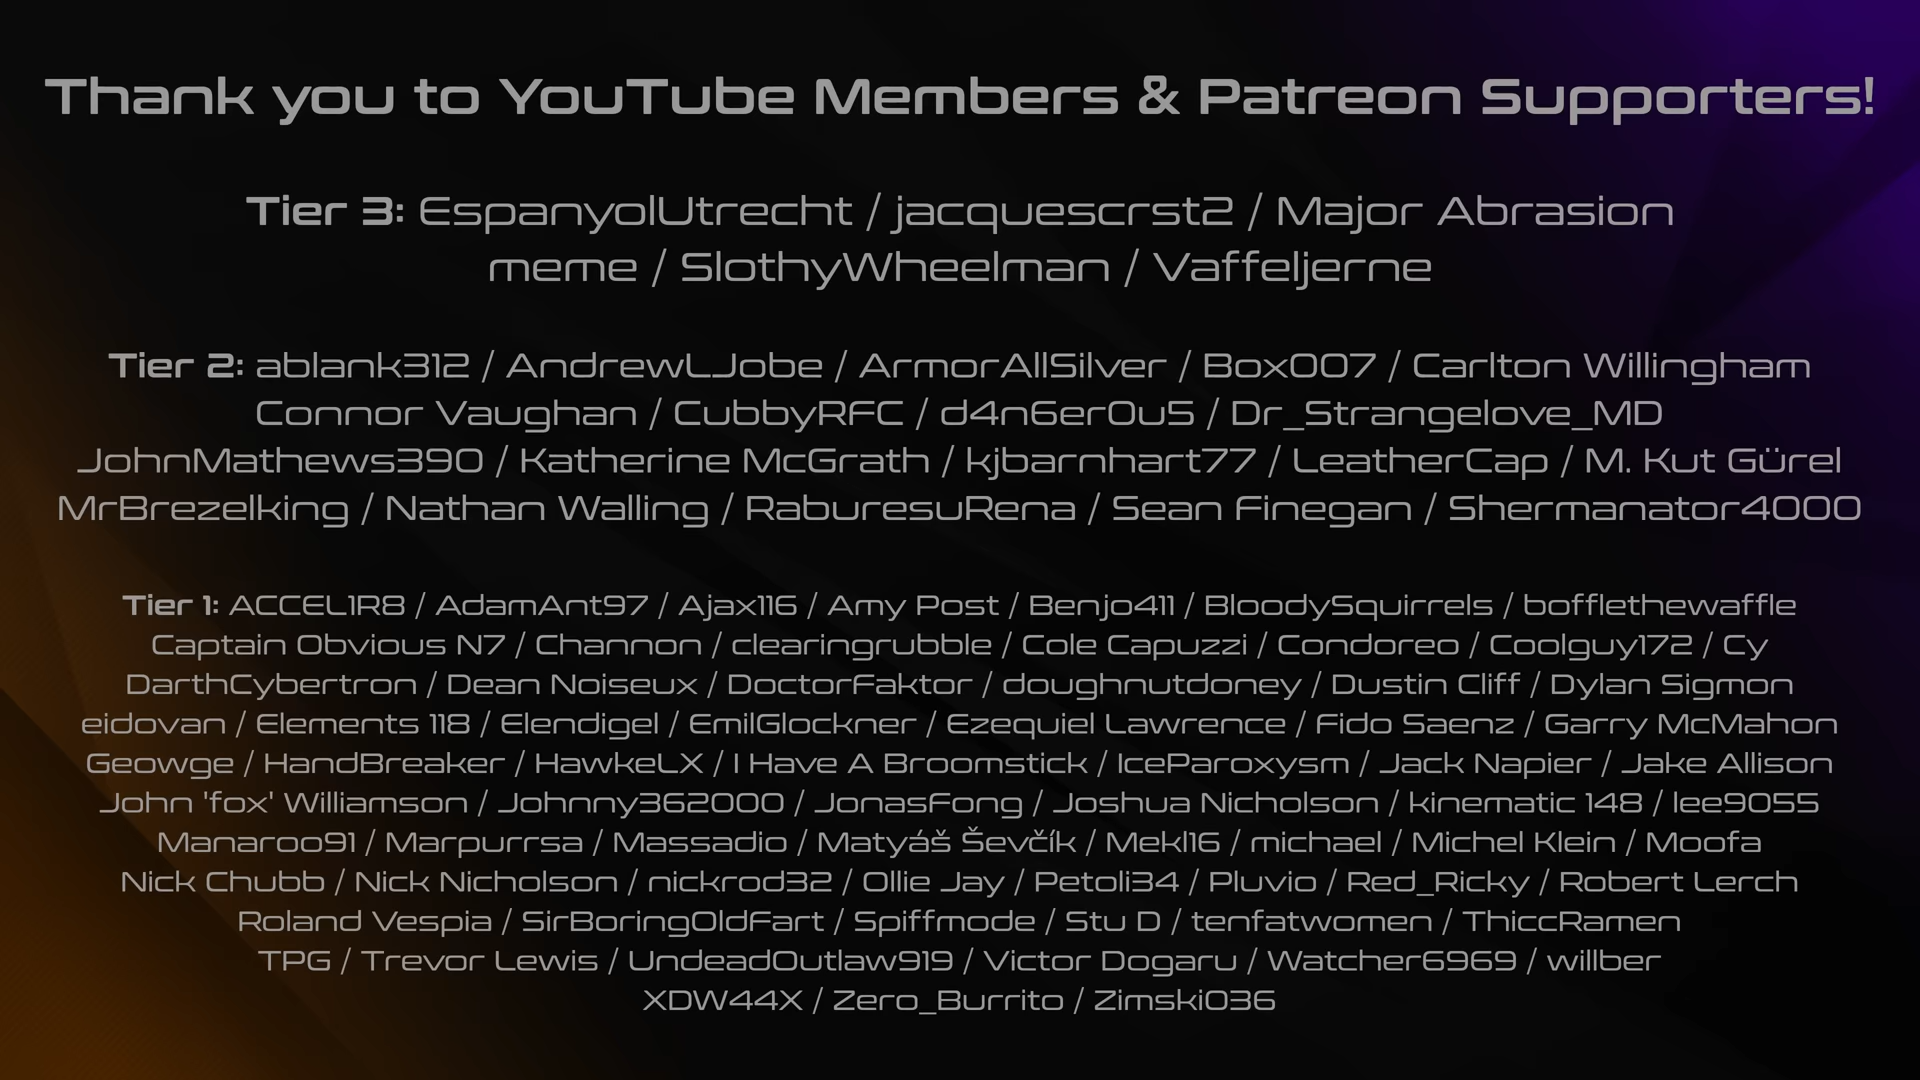 Thank you to YouTube Members & Patreon Supporters!
Tier 3: EspanyolUtrecht / jacquescrst2 / Major Abrasion
meme / SlothyWheelman / Vaffeljerne
Tier 2: ablank312 / AndrewLJobe / ArmorAllSilver / Box007 / Carlton Willingham
Connor Vaughan / CubbyRFC / d4n6er0u5 / Dr_Strangelove_MD
JohnMathews390 / Katherine McGrath / kjbarnhart77 / LeatherCap / M. Kut Gürel
MrBrezelking / Nathan Walling / RaburesuRena / Sean Finegan / Shermanator4000
Tier 1: ACCEL1R8 / AdamAnt97 / Ajax116 / Amy Post / Benjo411 / BloodySquirrels / bofflethewaffle
Captain Obvious N7 / Channon / clearingrubble / Cole Capuzzi / Condoreo / Coolguy172 / Cy
DarthCybertron / Dean Noiseux / DoctorFaktor / doughnutdoney / Dustin Cliff / Dylan Sigmon
eidovan / Elements 118 / Elendigel / EmilGlockner / Ezequiel Lawrence / Fido Saenz / Garry McMahon
Geowge / HandBreaker / HawkeLX / I Have A Broomstick / IceParoxysm / Jack Napier / Jake Allison
John 'fox' Williamson / Johnny362000 / JonasFong / Joshua Nicholson / kinematic 148 / lee9055
Manaroo91 / Marpurrsa / Massadio / Matyáš Ševčík / Mekl16 / michael / Michel Klein / Moofa
Nick Chubb / Nick Nicholson / nickrod32 / Ollie Jay / Petoli34 / Pluvio / Red_Ricky / Robert Lerch
Roland Vespia / SirBoringOldFart / Spiffmode / Stu D / tenfatwomen / ThiccRamen
TPG / Trevor Lewis / UndeadOutlaw919 / Victor Dogaru / Watcher6969 / willber
XDW44X / Zero_Burrito / Zimski036